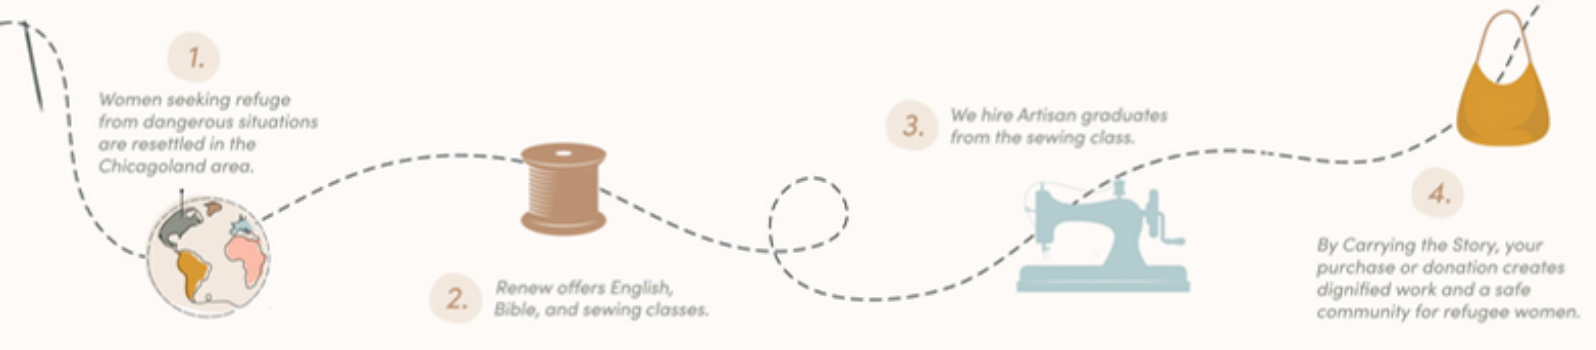 1.
Women seeking refuge
from dangerous situations
are resettled in the
Chicagoland area.
2.
Renew offers English,
Bible, and sewing classes.
3.
We hire Artisan graduates
from the sewing class.
4.
By Carrying the Story, your
purchase or donation creates
dignified work and a safe
community for refugee women.